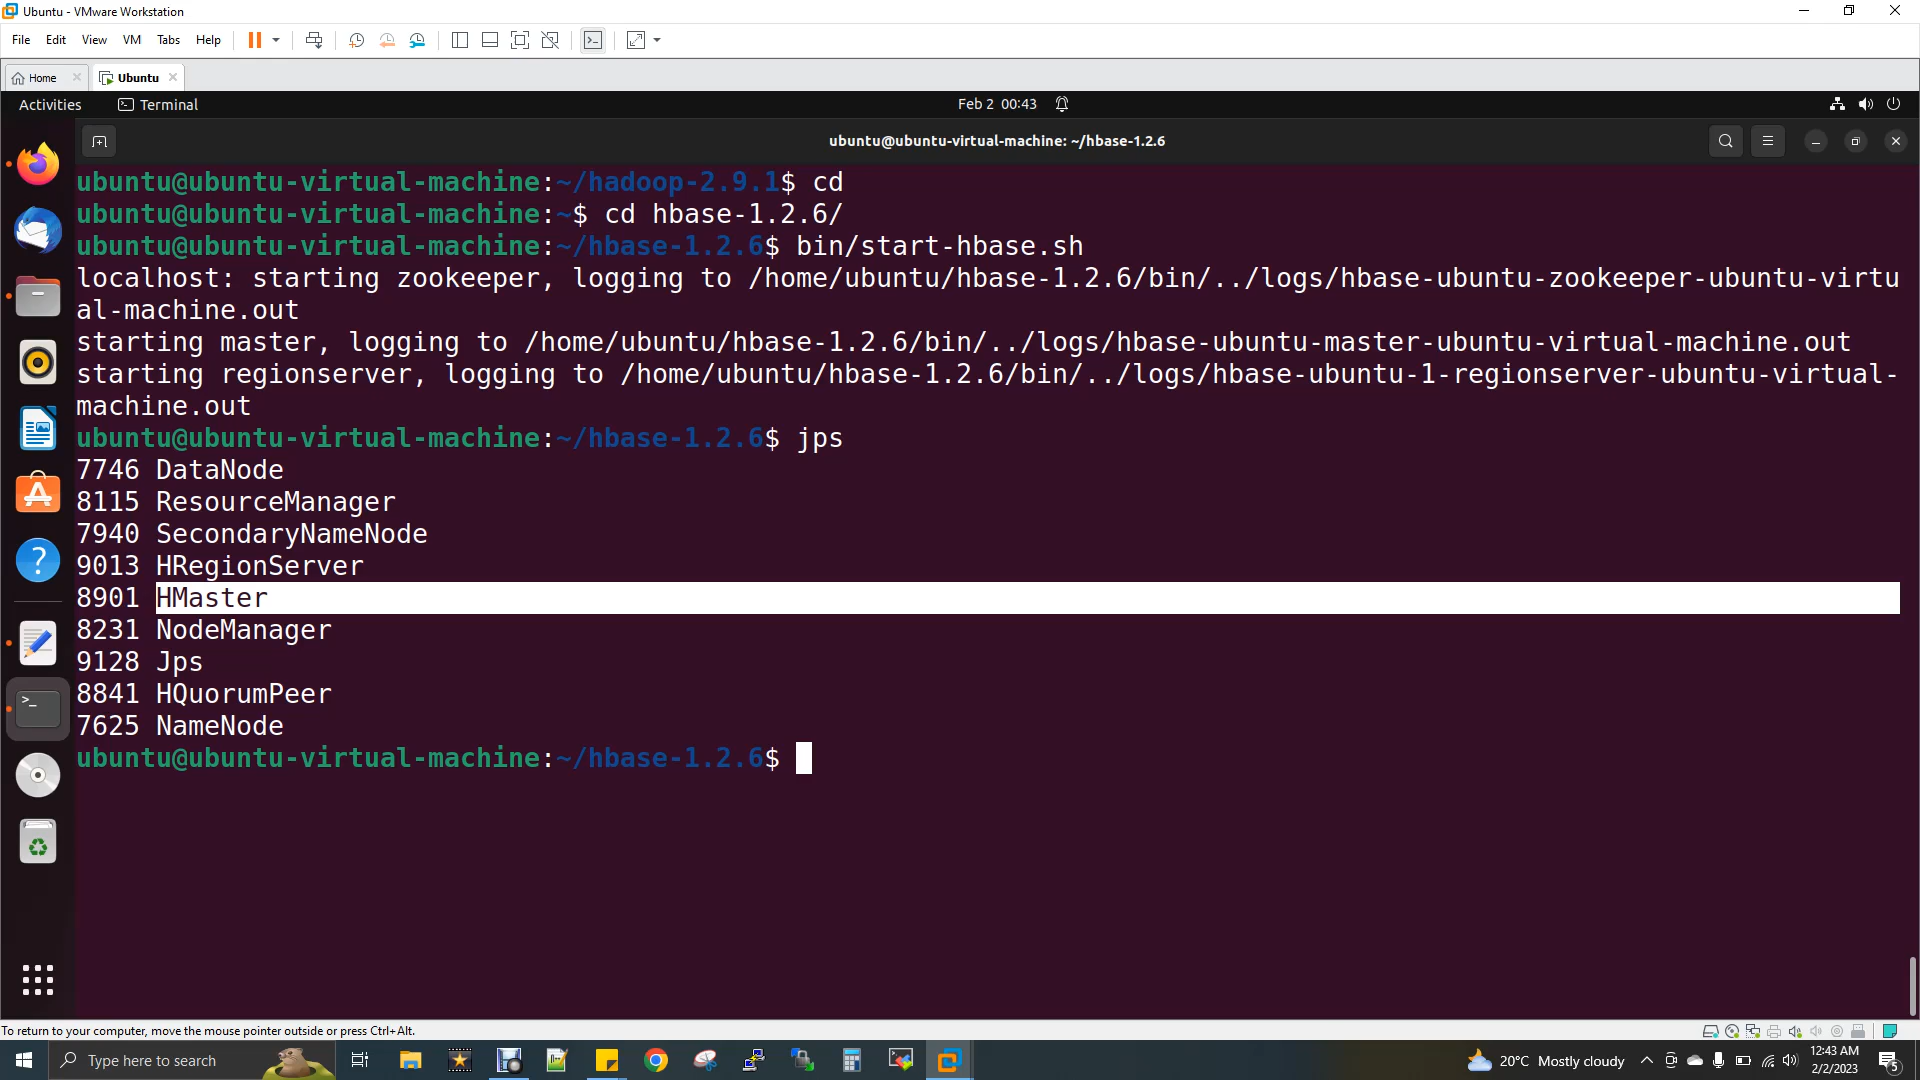 Ubuntu - VMware Workstation
File Edit View VM Tabs Help
Home Ubuntu
Activities Terminal Feb 2 00:43
ubuntu@ubuntu-virtual-machine: ~/hbase-1.2.6
ubuntu@ubuntu-virtual-machine:~/hadoop-2.9.1$ cd
ubuntu@ubuntu-virtual-machine:~$ cd hbase-1.2.6/
ubuntu@ubuntu-virtual-machine:~/hbase-1.2.6$ bin/start-hbase.sh
localhost: starting zookeeper, logging to /home/ubuntu/hbase-1.2.6/bin/../logs/hbase-ubuntu-zookeeper-ubuntu-virtu
al-machine.out
starting master, logging to /home/ubuntu/hbase-1.2.6/bin/../logs/hbase-ubuntu-master-ubuntu-virtual-machine.out
starting regionserver, logging to /home/ubuntu/hbase-1.2.6/bin/../logs/hbase-ubuntu-1-regionserver-ubuntu-virtual-
machine.out
ubuntu@ubuntu-virtual-machine:~/hbase-1.2.6$ jps
7746 DataNode
8115 ResourceManager
7940 SecondaryNameNode
9013 HRegionServer
8901 HMaster
8231 NodeManager
9128 Jps
8841 HQuorumPeer
7625 NameNode
ubuntu@ubuntu-virtual-machine:~/hbase-1.2.6$
To return to your computer, move the mouse pointer outside or press Ctrl+Alt.
Type here to search
20°C Mostly cloudy
12:43 AM
2/2/2023
5